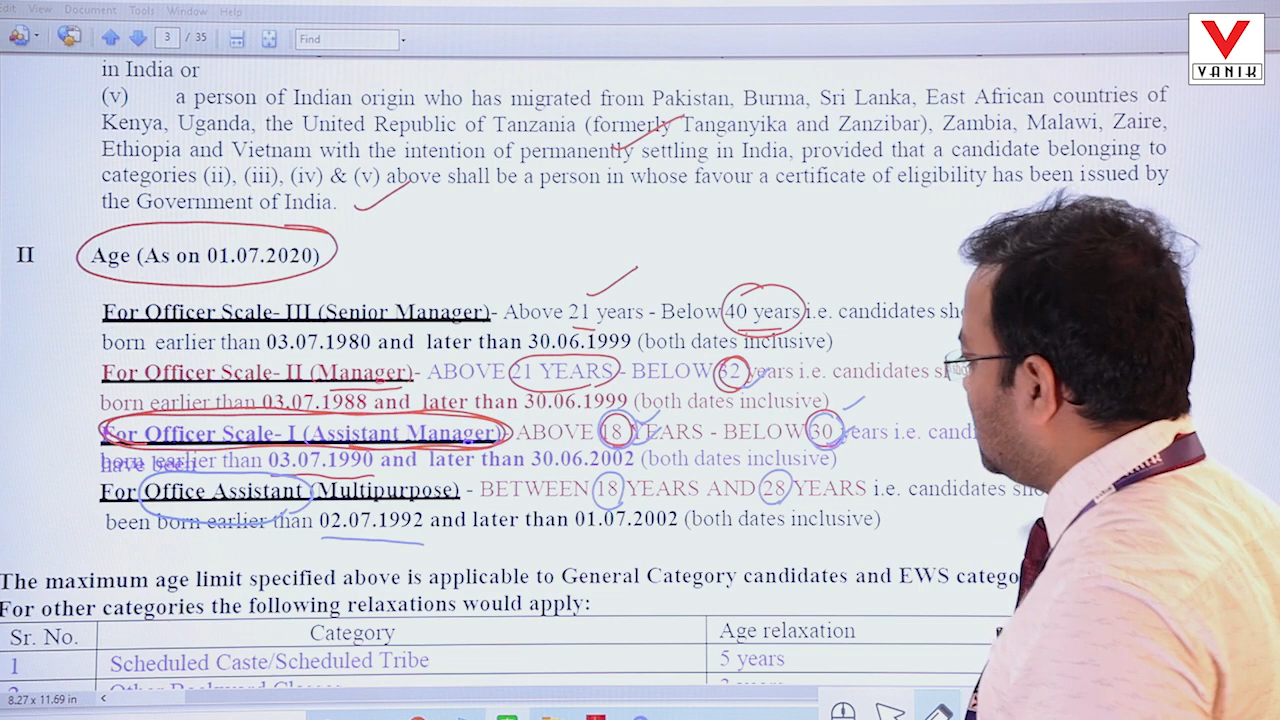 Edit View Document Tools Window Help
3 / 35 Find
VANIK
in India or
(v) a person of Indian origin who has migrated from Pakistan, Burma, Sri Lanka, East African countries of
Kenya, Uganda, the United Republic of Tanzania (formerly Tanganyika and Zanzibar), Zambia, Malawi, Zaire,
Ethiopia and Vietnam with the intention of permanently settling in India, provided that a candidate belonging to
categories (ii), (iii), (iv) & (v) above shall be a person in whose favour a certificate of eligibility has been issued by
the Government of India.
II Age (As on 01.07.2020)
For Officer Scale- III (Senior Manager)- Above 21 years - Below 40 years i.e. candidates
born earlier than 03.07.1980 and later than 30.06.1999 (both dates inclusive)
For Officer Scale- II (Manager)- ABOVE 21 YEARS - BELOW 32 years i.e. candidates
born earlier than 03.07.1988 and later than 30.06.1999 (both dates inclusive)
For Officer Scale- I (Assistant Manager)- ABOVE 18 YEARS - BELOW 30 years i.e.
have been
born earlier than 03.07.1990 and later than 30.06.2002 (both dates inclusive)
For Office Assistant (Multipurpose) - BETWEEN 18 YEARS AND 28 YEARS i.e. candidates
been born earlier than 02.07.1992 and later than 01.07.2002 (both dates inclusive)
The maximum age limit specified above is applicable to General Category candidates and EWS
For other categories the following relaxations would apply:
Sr. No. Category Age relaxation
1 Scheduled Caste/Scheduled Tribe 5 years
8.27 x 11.69 in